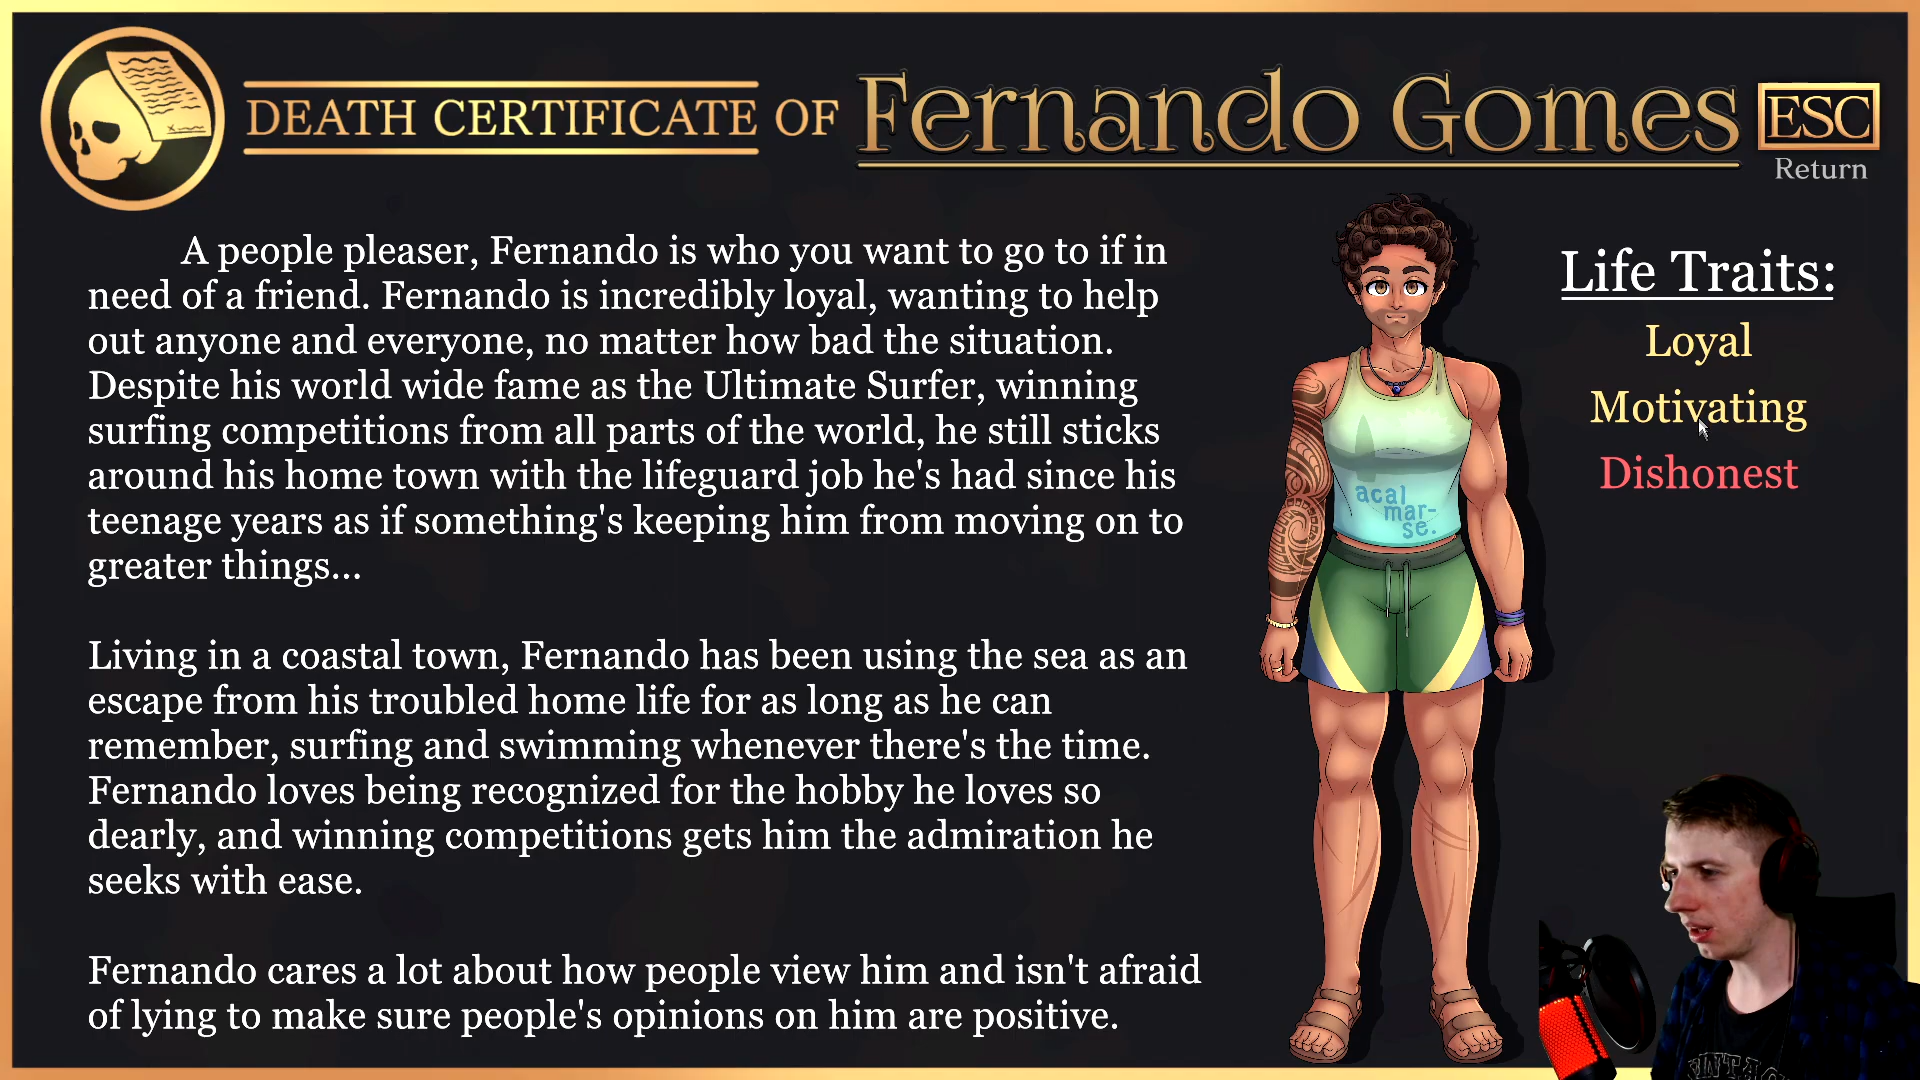 DEATH CERTIFICATE OF Fernando Gomes
ESC
Return
A people pleaser, Fernando is who you want to go to if in
need of a friend. Fernando is incredibly loyal, wanting to help
out anyone and everyone, no matter how bad the situation.
Despite his world wide fame as the Ultimate Surfer, winning
surfing competitions from all parts of the world, he still sticks
around his home town with the lifeguard job he's had since his
teenage years as if something's keeping him from moving on to
greater things...
Living in a coastal town, Fernando has been using the sea as an
escape from his troubled home life for as long as he can
remember, surfing and swimming whenever there's the time.
Fernando loves being recognized for the hobby he loves so
dearly, and winning competitions gets him the admiration he
seeks with ease.
Fernando cares a lot about how people view him and isn't afraid
of lying to make sure people's opinions on him are positive.
acal
mar-
se.
Life Traits:
Loyal
Motivating
Dishonest